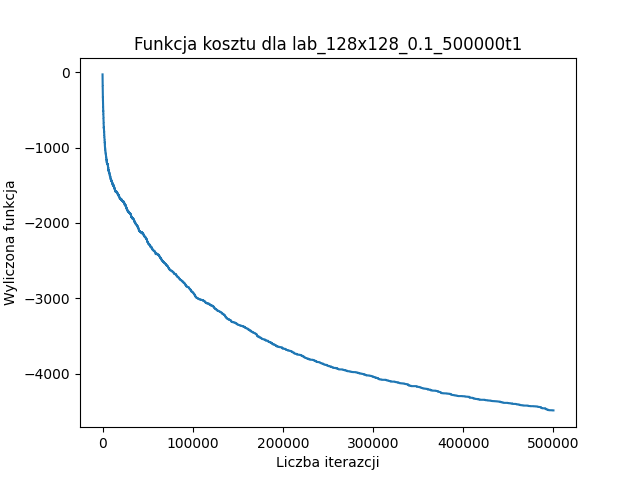 Funkcja kosztu dla lab_128x128_0.1_500000t1
Wyliczona funkcja
0
−1000
−2000
−3000
−4000
0 100000 200000 300000 400000 500000
Liczba iterazcji